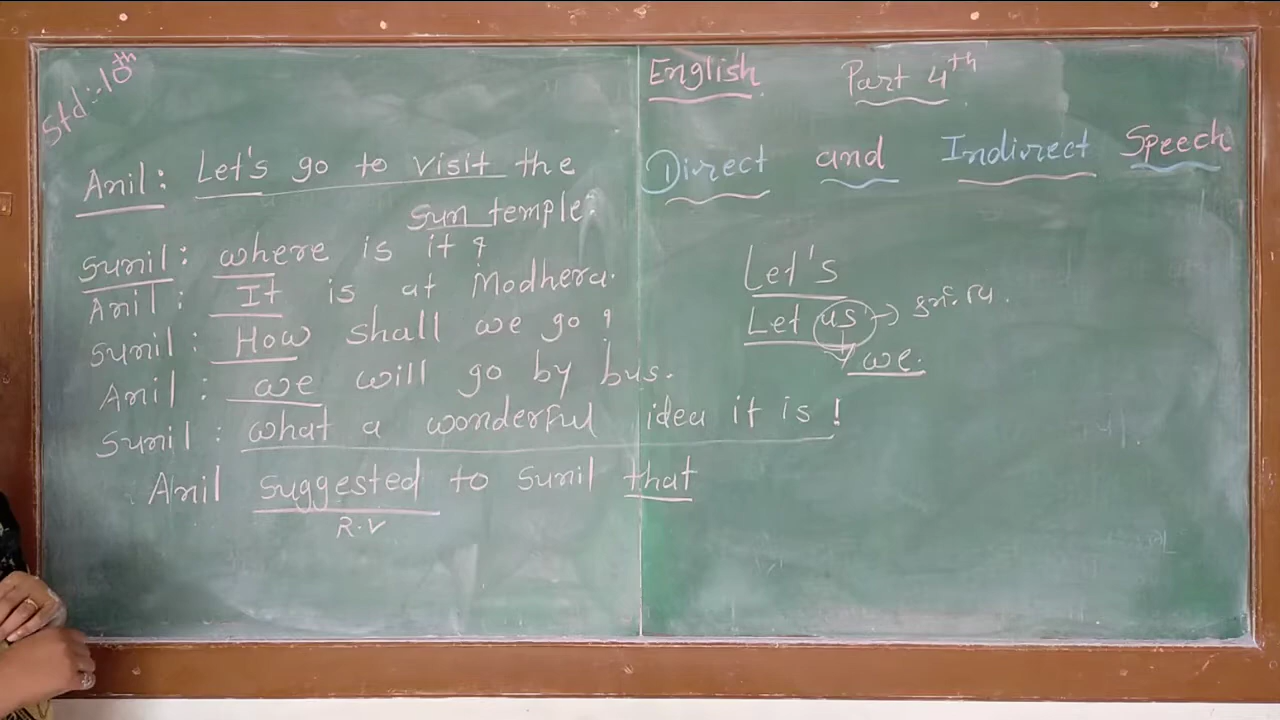 Std:-10th
English Part 4th
Direct and Indirect Speech
Anil: Let's go to visit the
Sun temple.
Sunil: where is it?
Anil: It is at Modhera.
Sunil: How shall we go?
Anil: we will go by bus.
Sunil: what a wonderful idea it is!
Anil suggested to Sunil that
R.V
Let's
Let us →
we.